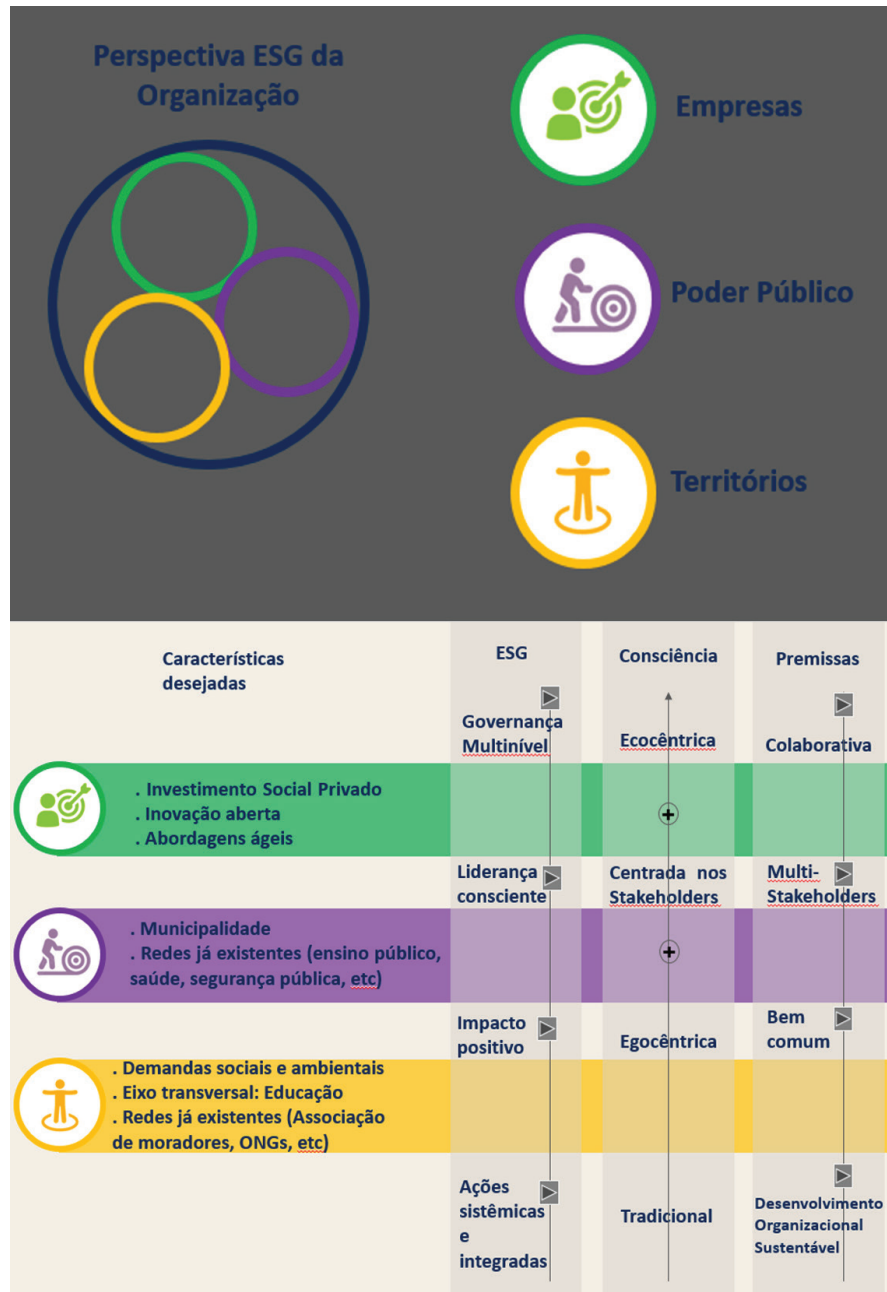 Perspectiva ESG da
Organização
Empresas
Poder Público
Territórios
Características
desejadas
ESG
Consciência
Premissas
Governança
Multinível
Ecocêntrica
Colaborativa
. Investimento Social Privado
. Inovação aberta
. Abordagens ágeis
Liderança
consciente
Centrada nos
Stakeholders
Multi-
Stakeholders
. Municipalidade
. Redes já existentes (ensino público,
saúde, segurança pública, etc)
Impacto
positivo
Egocêntrica
Bem
comum
. Demandas sociais e ambientais
. Eixo transversal: Educação
. Redes já existentes (Associação
de moradores, ONGs, etc)
Ações
sistêmicas
e
integradas
Tradicional
Desenvolvimento
Organizacional
Sustentável